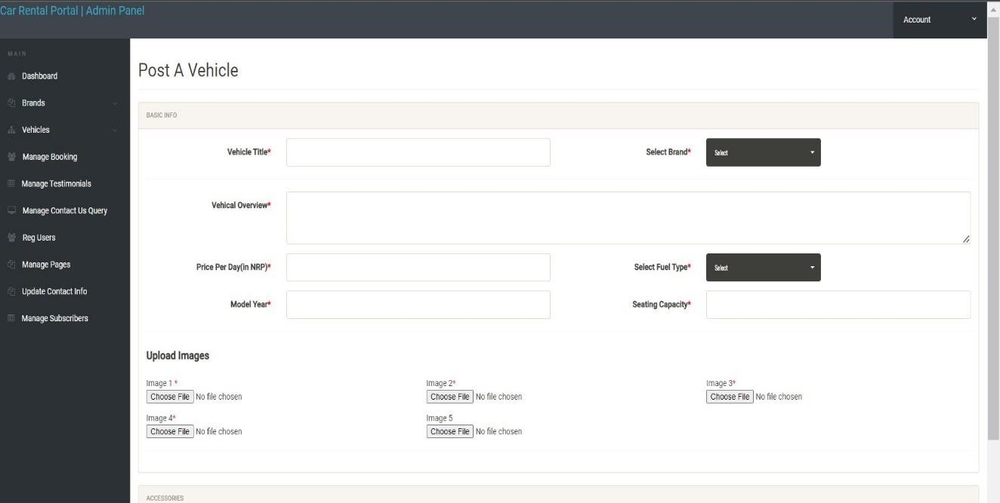 Car Rental Portal | Admin Panel
Account
MAIN
Dashboard
Brands
Vehicles
Manage Booking
Manage Testimonials
Manage Contact Us Query
Reg Users
Manage Pages
Update Contact Info
Manage Subscribers
Post A Vehicle
BASIC INFO
Vehicle Title* Select Brand* Select
Vehical Overview*
Price Per Day(in NRP)* Select Fuel Type* Select
Model Year* Seating Capacity*
Upload Images
Image 1 * Image 2* Image 3*
Choose File No file chosen Choose File No file chosen Choose File No file chosen
Image 4* Image 5
Choose File No file chosen Choose File No file chosen
ACCESSORIES